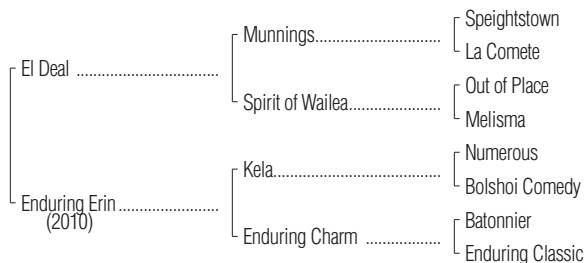 Speightstown
Munnings
La Comete
El Deal
Out of Place
Spirit of Wailea
Melisma
Numerous
Kela
Bolshoi Comedy
Enduring Erin
(2010)
Batonnier
Enduring Charm
Enduring Classic